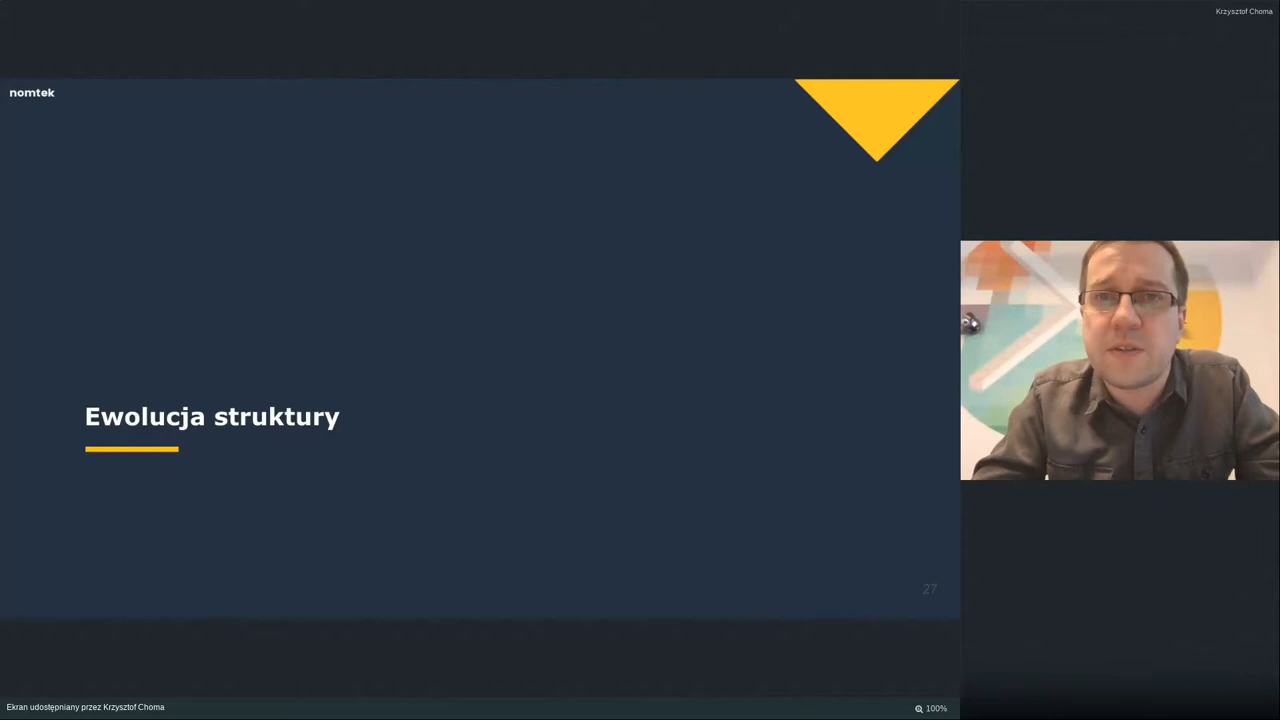 Krzysztof Choma
nomtek
Ewolucja struktury
27
Ekran udostępniany przez Krzysztof Choma
100%